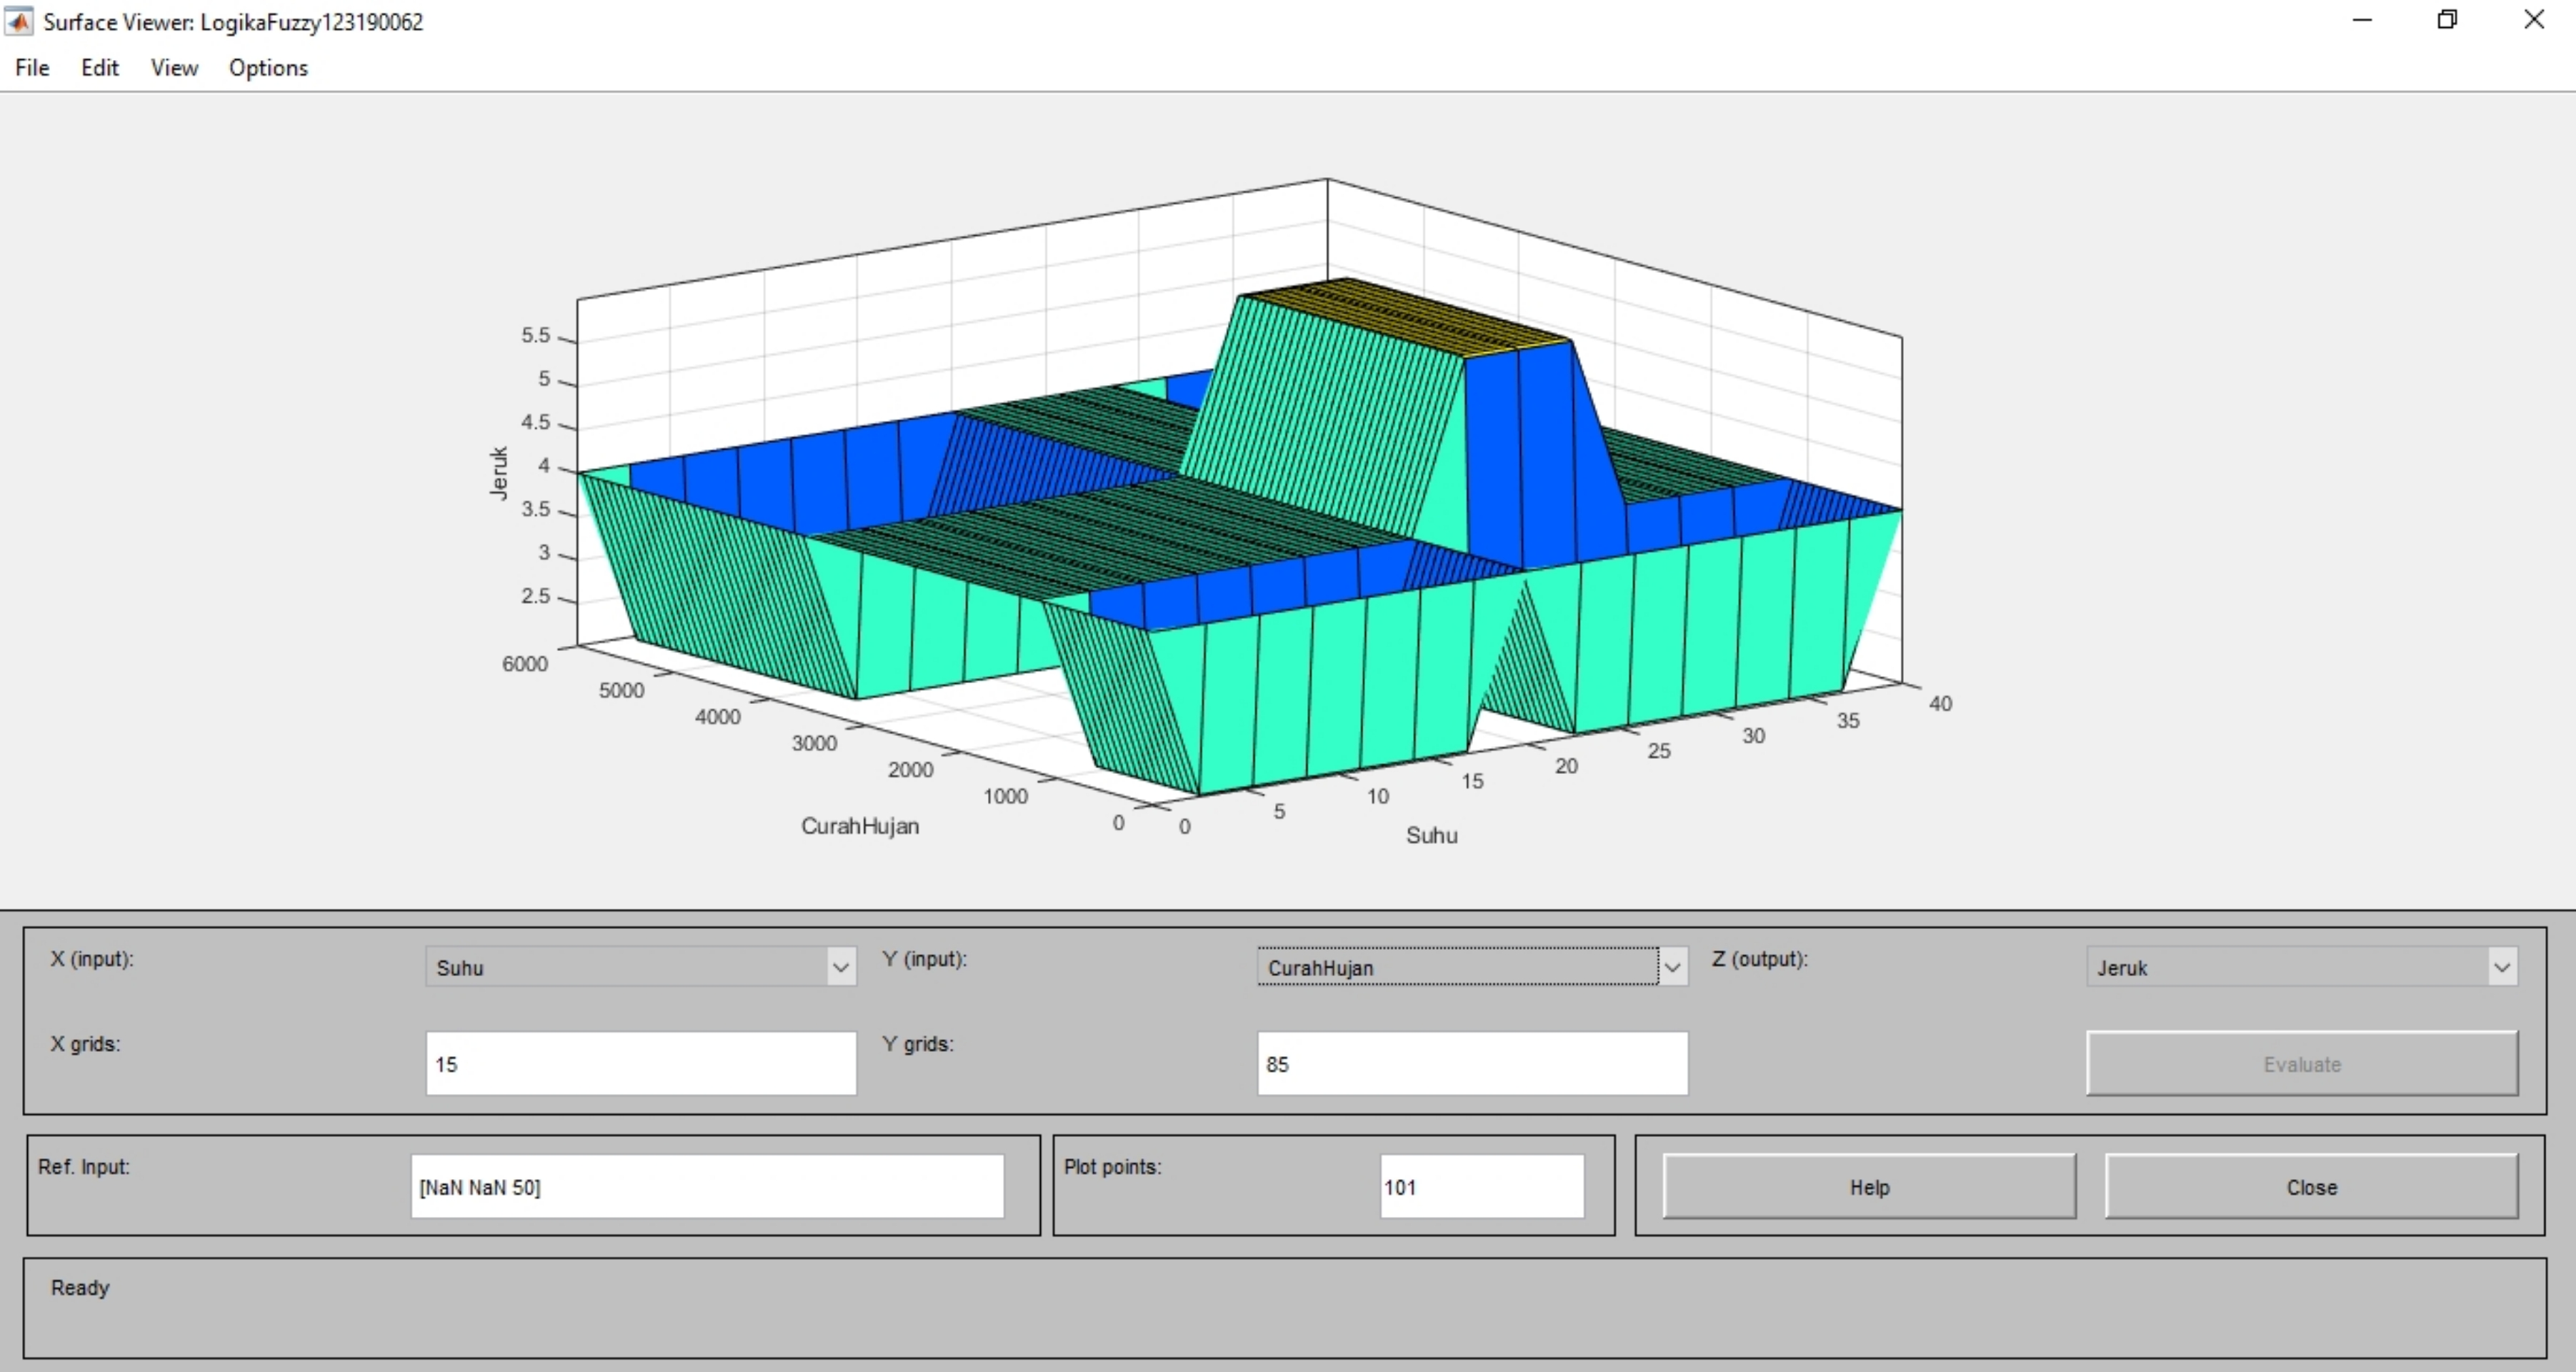 Surface Viewer: LogikaFuzzy123190062
File Edit View Options
5.5
5
4.5
4
3.5
3
2.5
Jeruk
6000
5000
4000
3000
2000
1000
0
CurahHujan
0
5
10
15
20
25
30
35
40
Suhu
X (input): Suhu Y (input): CurahHujan Z (output): Jeruk
X grids: 15 Y grids: 85 Evaluate
Ref. Input: [NaN NaN 50] Plot points: 101 Help Close
Ready